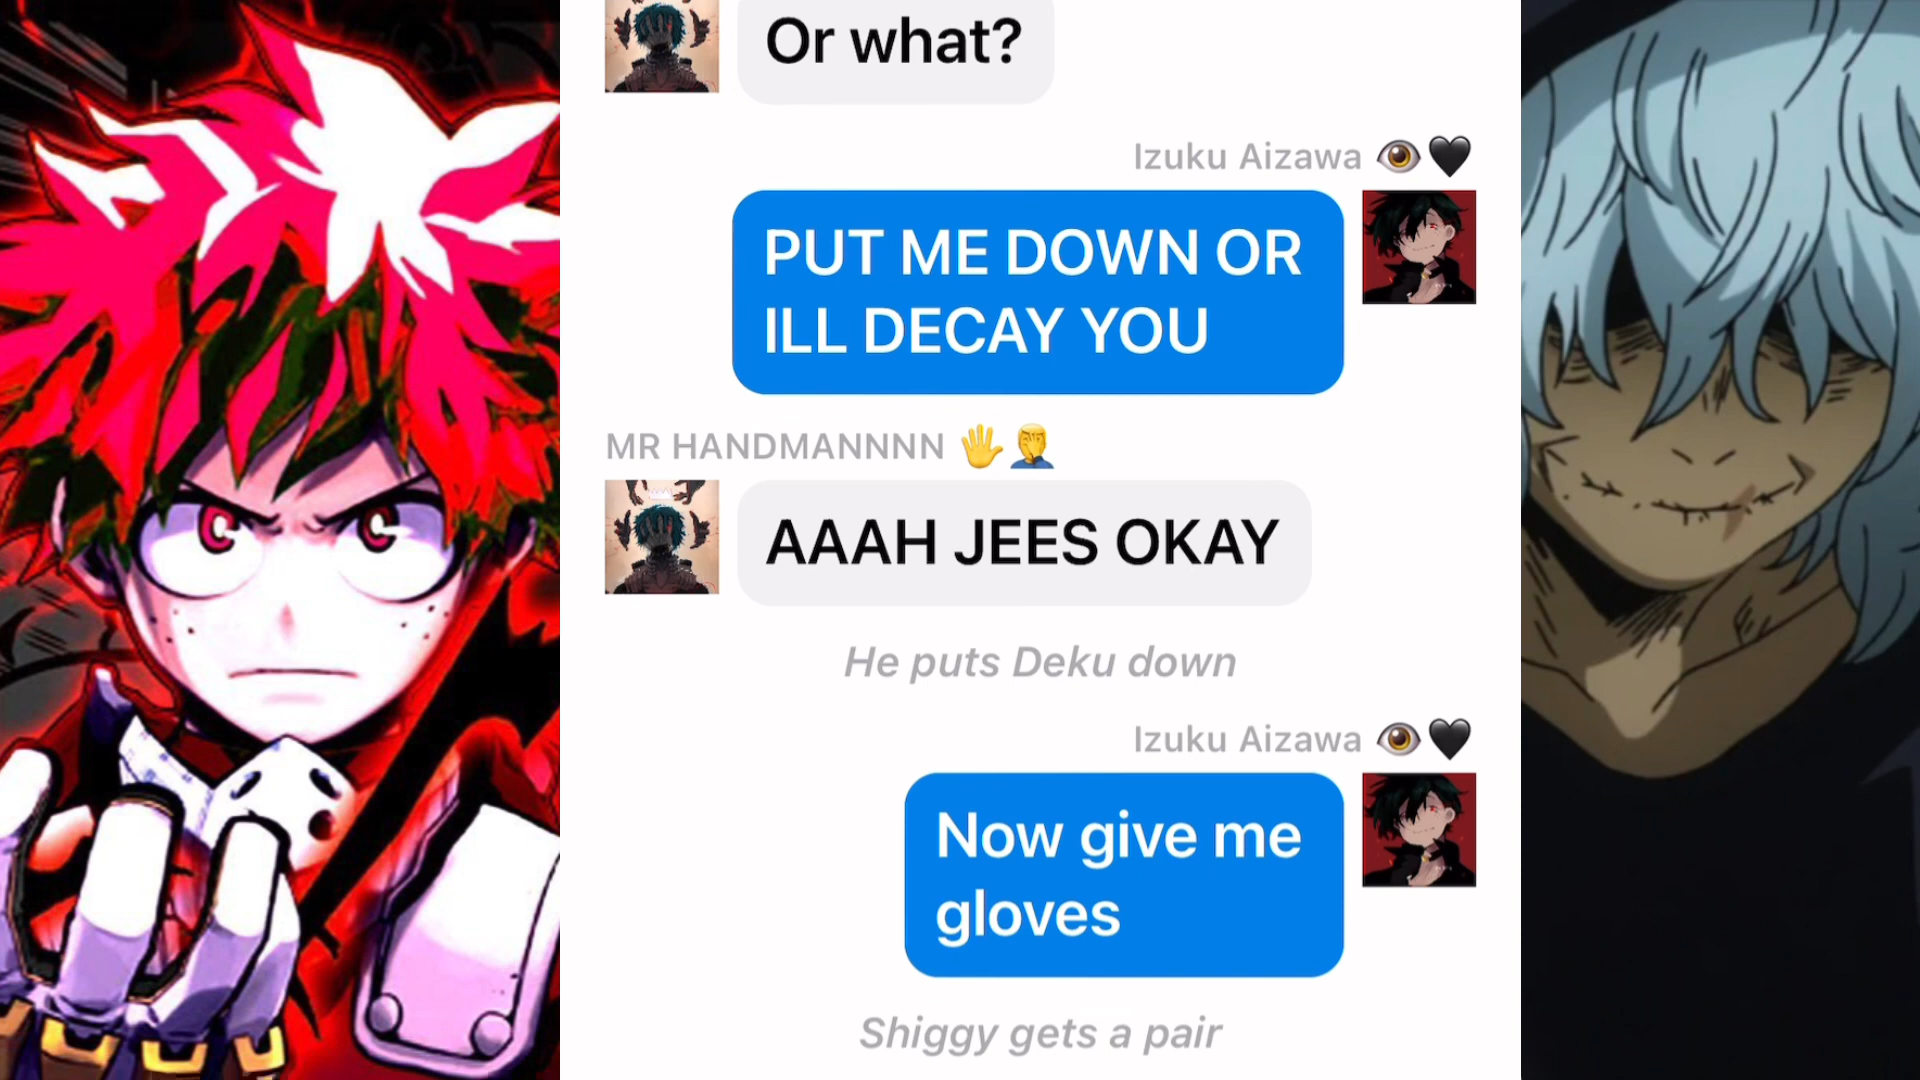 Or what?
Izuku Aizawa 👁️🖤
PUT ME DOWN OR
ILL DECAY YOU
MR HANDMANNNN 🖐️🤦‍♂️
AAAH JEES OKAY
He puts Deku down
Izuku Aizawa 👁️🖤
Now give me
gloves
Shiggy gets a pair